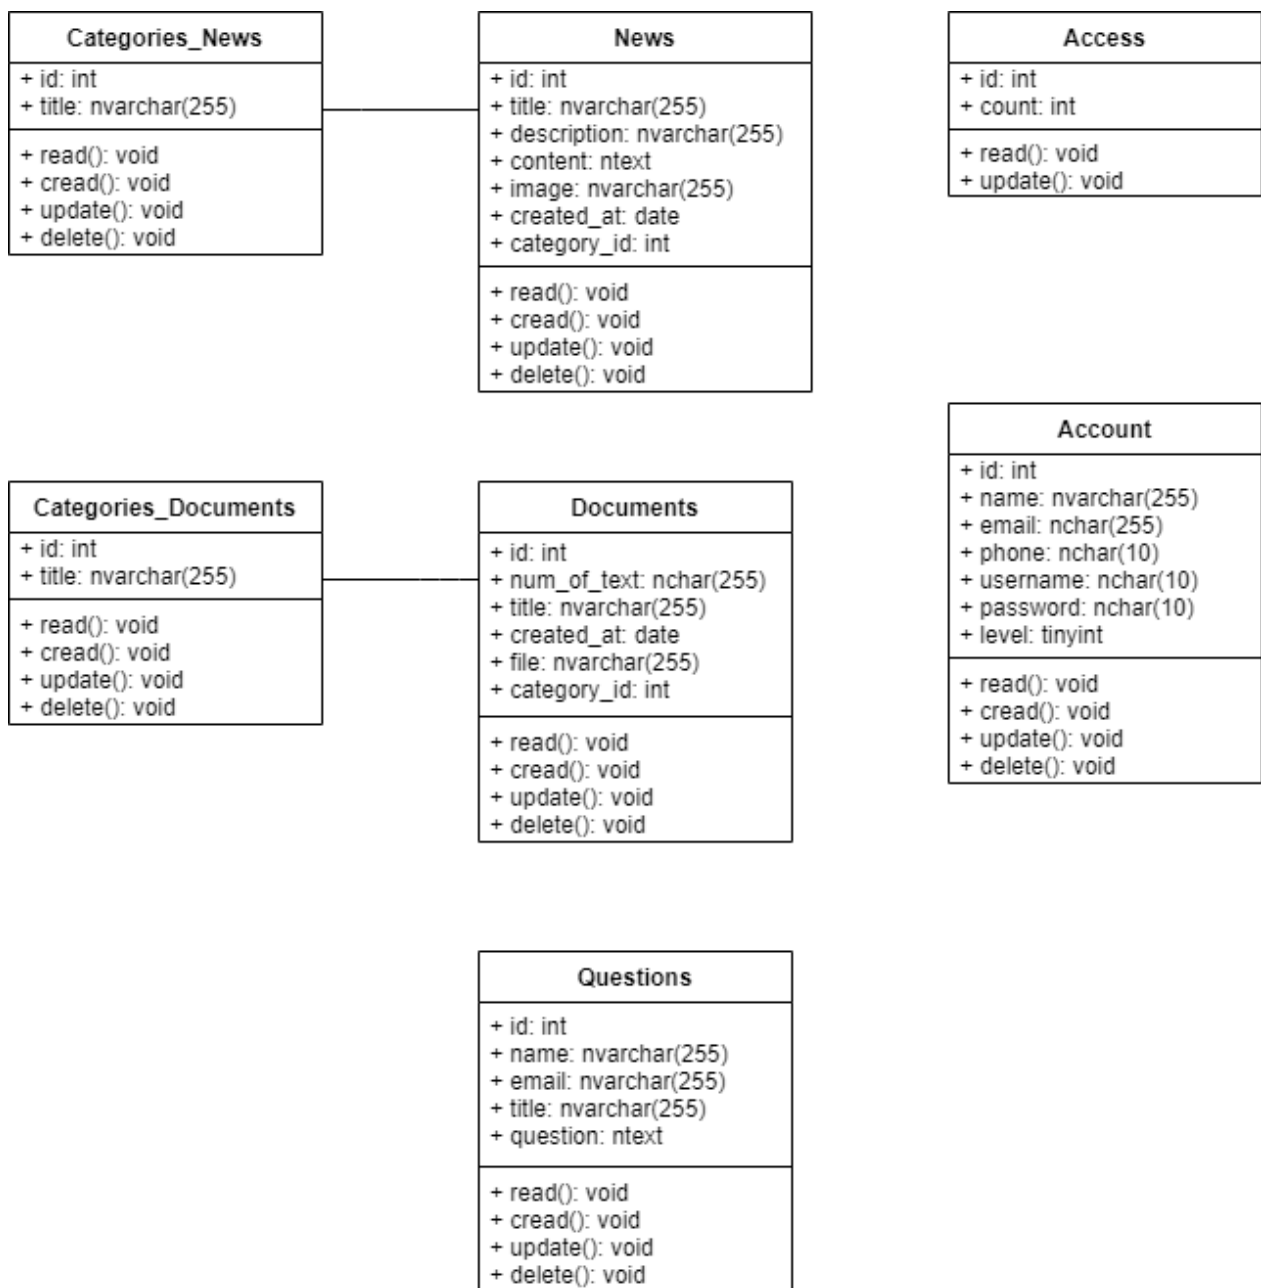 Categories_News
+ id: int
+ title: nvarchar(255)
+ read(): void
+ cread(): void
+ update(): void
+ delete(): void
News
+ id: int
+ title: nvarchar(255)
+ description: nvarchar(255)
+ content: ntext
+ image: nvarchar(255)
+ created_at: date
+ category_id: int
+ read(): void
+ cread(): void
+ update(): void
+ delete(): void
Access
+ id: int
+ count: int
+ read(): void
+ update(): void
Account
+ id: int
+ name: nvarchar(255)
+ email: nchar(255)
+ phone: nchar(10)
+ username: nchar(10)
+ password: nchar(10)
+ level: tinyint
+ read(): void
+ cread(): void
+ update(): void
+ delete(): void
Categories_Documents
+ id: int
+ title: nvarchar(255)
+ read(): void
+ cread(): void
+ update(): void
+ delete(): void
Documents
+ id: int
+ num_of_text: nchar(255)
+ title: nvarchar(255)
+ created_at: date
+ file: nvarchar(255)
+ category_id: int
+ read(): void
+ cread(): void
+ update(): void
+ delete(): void
Questions
+ id: int
+ name: nvarchar(255)
+ email: nvarchar(255)
+ title: nvarchar(255)
+ question: ntext
+ read(): void
+ cread(): void
+ update(): void
+ delete(): void